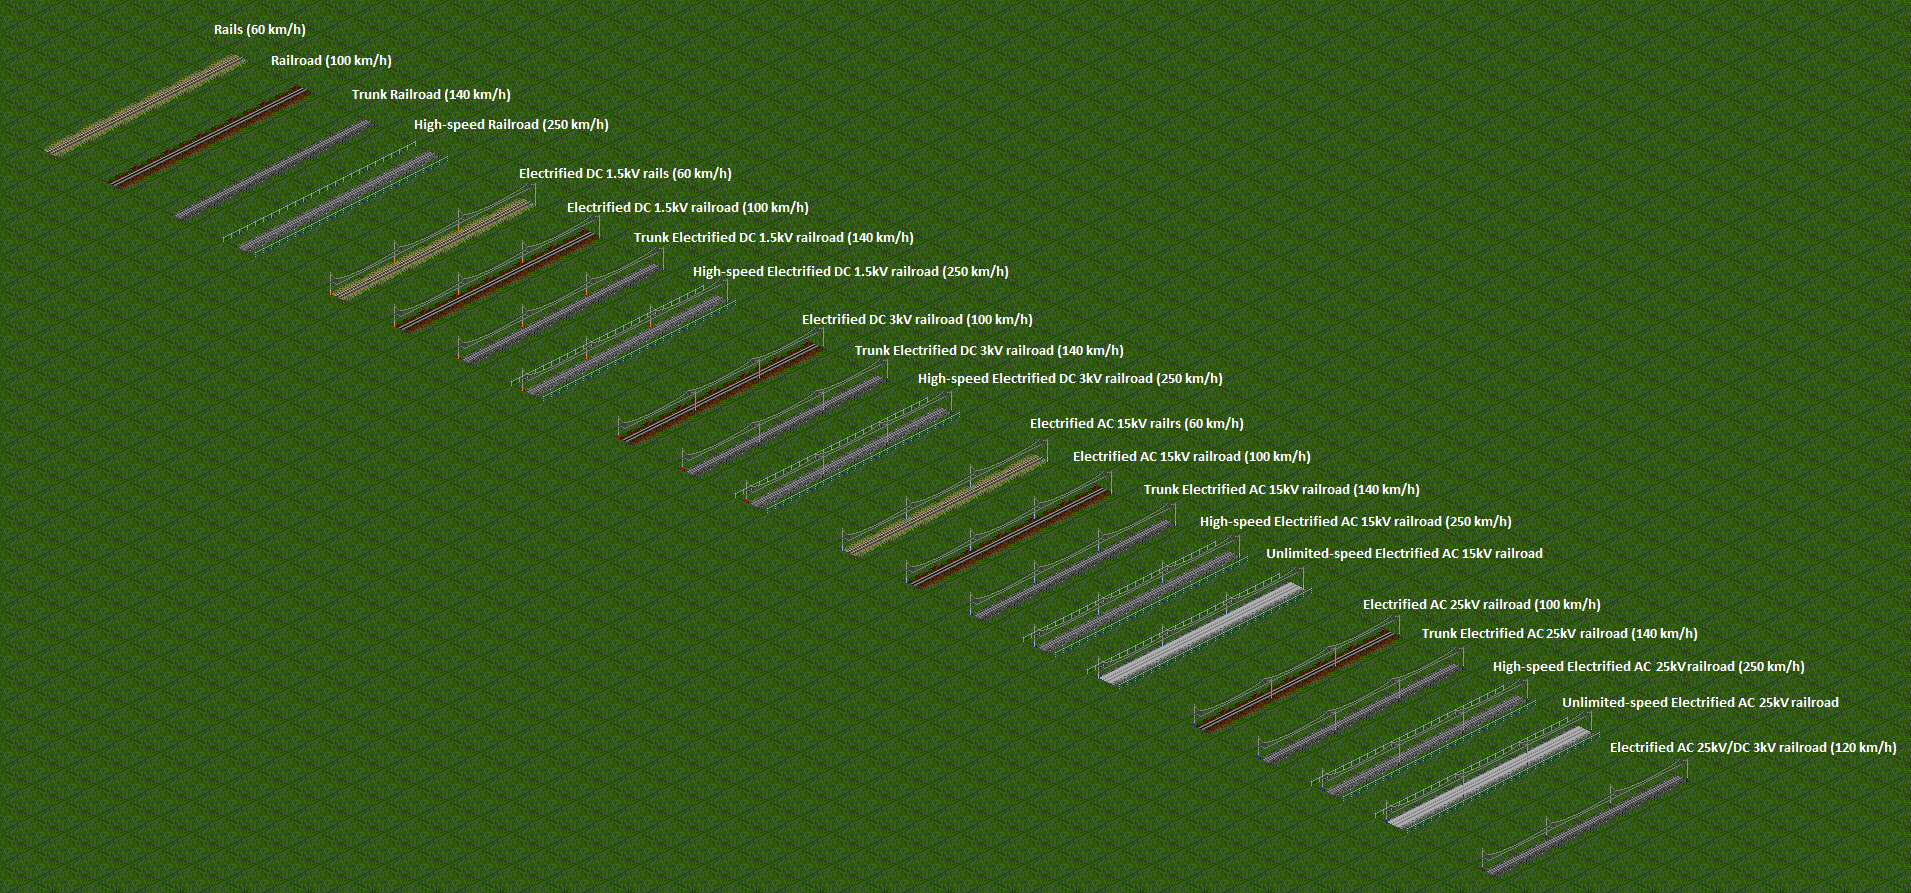 Rails (60 km/h)
Railroad (100 km/h)
Trunk Railroad (140 km/h)
High-speed Railroad (250 km/h)
Electrified DC 1.5kV rails (60 km/h)
Electrified DC 1.5kV railroad (100 km/h)
Trunk Electrified DC 1.5kV railroad (140 km/h)
High-speed Electrified DC 1.5kV railroad (250 km/h)
Electrified DC 3kV railroad (100 km/h)
Trunk Electrified DC 3kV railroad (140 km/h)
High-speed Electrified DC 3kV railroad (250 km/h)
Electrified AC 15kV railrs (60 km/h)
Electrified AC 15kV railroad (100 km/h)
Trunk Electrified AC 15kV railroad (140 km/h)
High-speed Electrified AC 15kV railroad (250 km/h)
Unlimited-speed Electrified AC 15kV railroad
Electrified AC 25kV railroad (100 km/h)
Trunk Electrified AC 25kV railroad (140 km/h)
High-speed Electrified AC 25kV railroad (250 km/h)
Unlimited-speed Electrified AC 25kV railroad
Electrified AC 25kV/DC 3kV railroad (120 km/h)